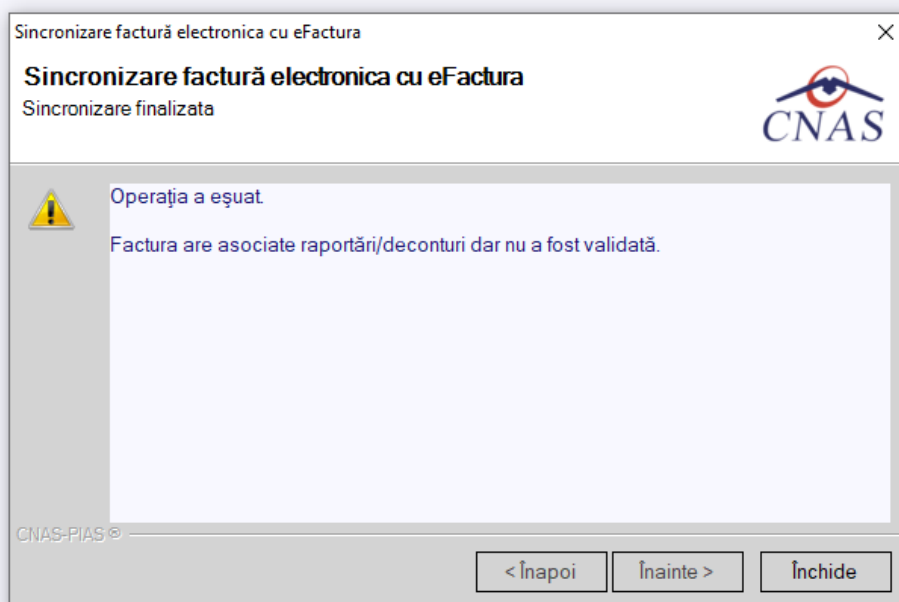 Sincronizare factură electronica cu eFactura
Sincronizare factură electronica cu eFactura
Sincronizare finalizata
CNAS
Operaţia a eşuat.
Factura are asociate raportări/deconturi dar nu a fost validată.
CNAS-PIAS ®
< Înapoi
Înainte >
Închide